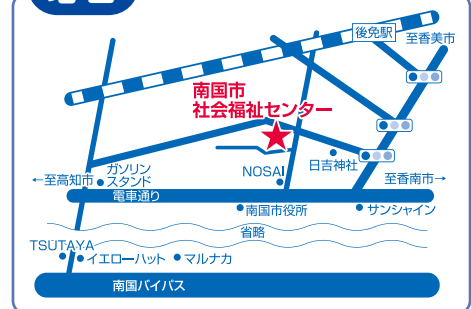 後免駅
至香美市
南国市
社会福祉センター
ガソリン
スタンド
NOSAI
日吉神社
←至高知市
至香南市→
電車通り
南国市役所
サンシャイン
省略
TSUTAYA
イエローハット
マルナカ
南国バイパス